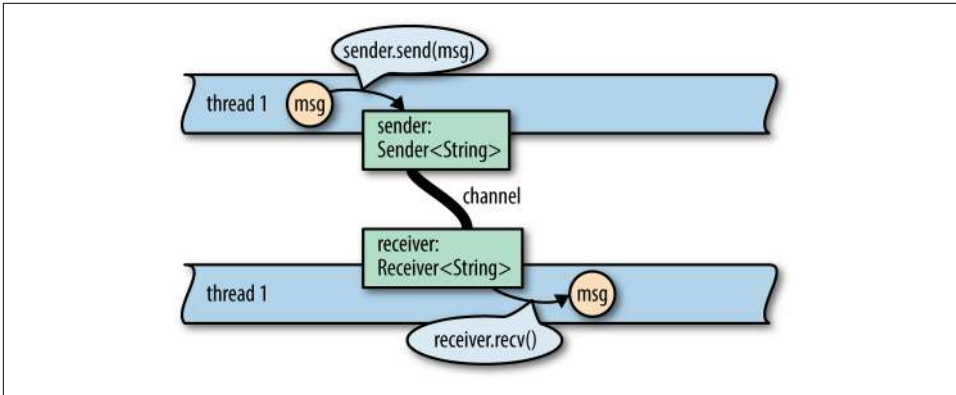 sender.send(msg)
thread 1
msg
sender:
Sender<String>
channel
receiver:
Receiver<String>
thread 1
msg
receiver.recv()